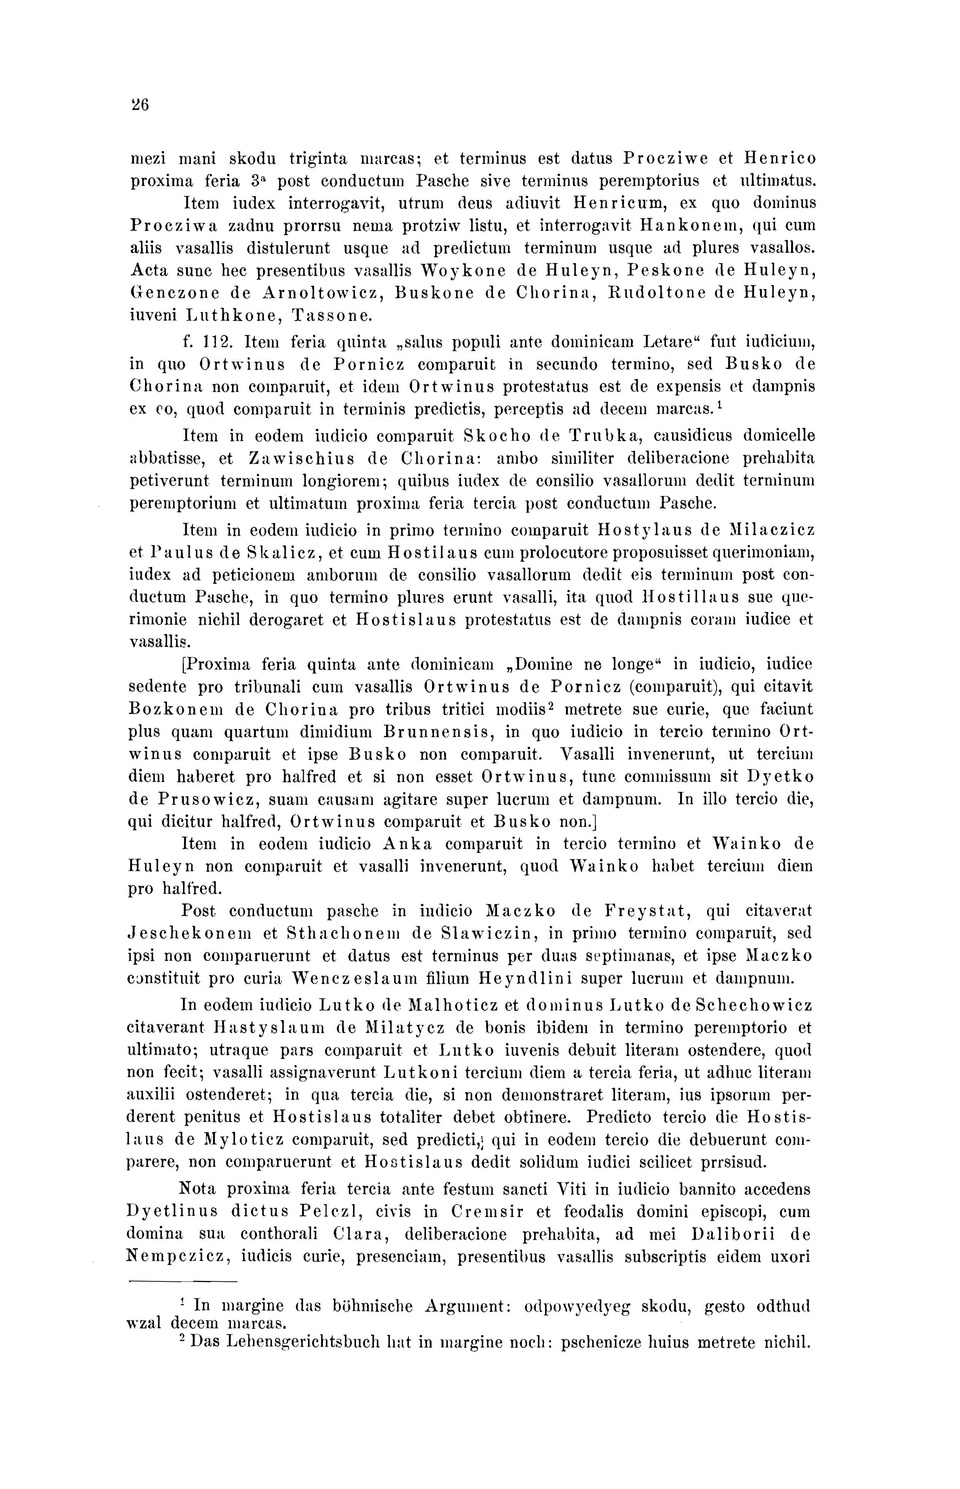 26
mezi mani skodu triginta marcas; et terminus est datus Procziwe et Henrico
proxima feria 3ª post conductum Pasche sive terminus peremptorius et ultimatus.
Item iudex interrogavit, utrum deus adiuvit Henricum, ex quo dominus
Procziwa zadnu prorrsu nema protziw listu, et interrogavit Hankonem, qui cum
aliis vasallis distulerunt usque ad predictum terminum usque ad plures vasallos.
Acta sunc hec presentibus vasallis Woykone de Huleyn, Peskone de Huleyn,
Genczone de Arnoltowicz, Buskone de Chorina, Rudoltone de Huleyn,
iuveni Luthkone, Tassone.
f. 112. Item feria quinta „salus populi ante dominicam Letare“ fuit iudicium,
in quo Ortwinus de Pornicz comparuit in secundo termino, sed Busko de
Chorina non comparuit, et idem Ortwinus protestatus est de expensis et dampnis
ex eo, quod comparuit in terminis predictis, perceptis ad decem marcas.¹
Item in eodem iudicio comparuit Skocho de Trubka, causidicus domicelle
abbatisse, et Zawischius de Chorina: ambo similiter deliberacione prehabita
petiverunt terminum longiorem; quibus iudex de consilio vasallorum dedit terminum
peremptorium et ultimatum proxima feria tercia post conductum Pasche.
Item in eodem iudicio in primo termino comparuit Hostylaus de Milaczicz
et Paulus de Skalicz, et cum Hostilaus cum prolocutore proposuisset querimoniam,
iudex ad peticionem amborum de consilio vasallorum dedit eis terminum post con-
ductum Pasche, in quo termino plures erunt vasalli, ita quod Hostillaus sue que-
rimonie nichil derogaret et Hostislaus protestatus est de dampnis coram iudice et
vasallis.
[Proxima feria quinta ante dominicam „Domine ne longe“ in iudicio, iudice
sedente pro tribunali cum vasallis Ortwinus de Pornicz (comparuit), qui citavit
Bozkonem de Chorina pro tribus tritici modiis² metrete sue curie, que faciunt
plus quam quartum dimidium Brunnensis, in quo iudicio in tercio termino Ort-
winus comparuit et ipse Busko non comparuit. Vasalli invenerunt, ut tercium
diem haberet pro halfred et si non esset Ortwinus, tunc commissum sit Dyetko
de Prusowicz, suam causam agitare super lucrum et dampnum. In illo tercio die,
qui dicitur halfred, Ortwinus comparuit et Busko non.]
Item in eodem iudicio Anka comparuit in tercio termino et Wainko de
Huleyn non comparuit et vasalli invenerunt, quod Wainko habet tercium diem
pro halfred.
Post conductum pasche in iudicio Maczko de Freystat, qui citaverat
Jeschekonem et Sthachonem de Slawiczin, in primo termino comparuit, sed
ipsi non comparuerunt et datus est terminus per duas septimanas, et ipse Maczko
constituit pro curia Wenczeslaum filium Heyndlini super lucrum et dampnum.
In eodem iudicio Lutko de Malhoticz et dominus Lutko de Schechowicz
citaverant Hastyslaum de Milatycz de bonis ibidem in termino peremptorio et
ultimato; utraque pars comparuit et Lutko iuvenis debuit literam ostendere, quod
non fecit; vasalli assignaverunt Lutkoni tercium diem a tercia feria, ut adhuc literam
auxilii ostenderet; in qua tercia die, si non demonstraret literam, ius ipsorum per-
derent penitus et Hostislaus totaliter debet obtinere. Predicto tercio die Hostis-
laus de Myloticz comparuit, sed predicti, qui in eodem tercio die debuerunt com-
parere, non comparuerunt et Hostislaus dedit solidum iudici scilicet prrsisud.
Nota proxima feria tercia ante festum sancti Viti in iudicio bannito accedens
Dyetlinus dictus Pelczl, civis in Cremsir et feodalis domini episcopi, cum
domina sua conthorali Clara, deliberacione prehabita, ad mei Daliborii de
Nempczicz, iudicis curie, presenciam, presentibus vasallis subscriptis eidem uxori
¹ In margine das böhmische Argument: odpowyedyeg skodu, gesto odthud
wzal decem marcas.
² Das Lehensgerichtsbuch hat in margine noch: pschenicze huius metrete nichil.